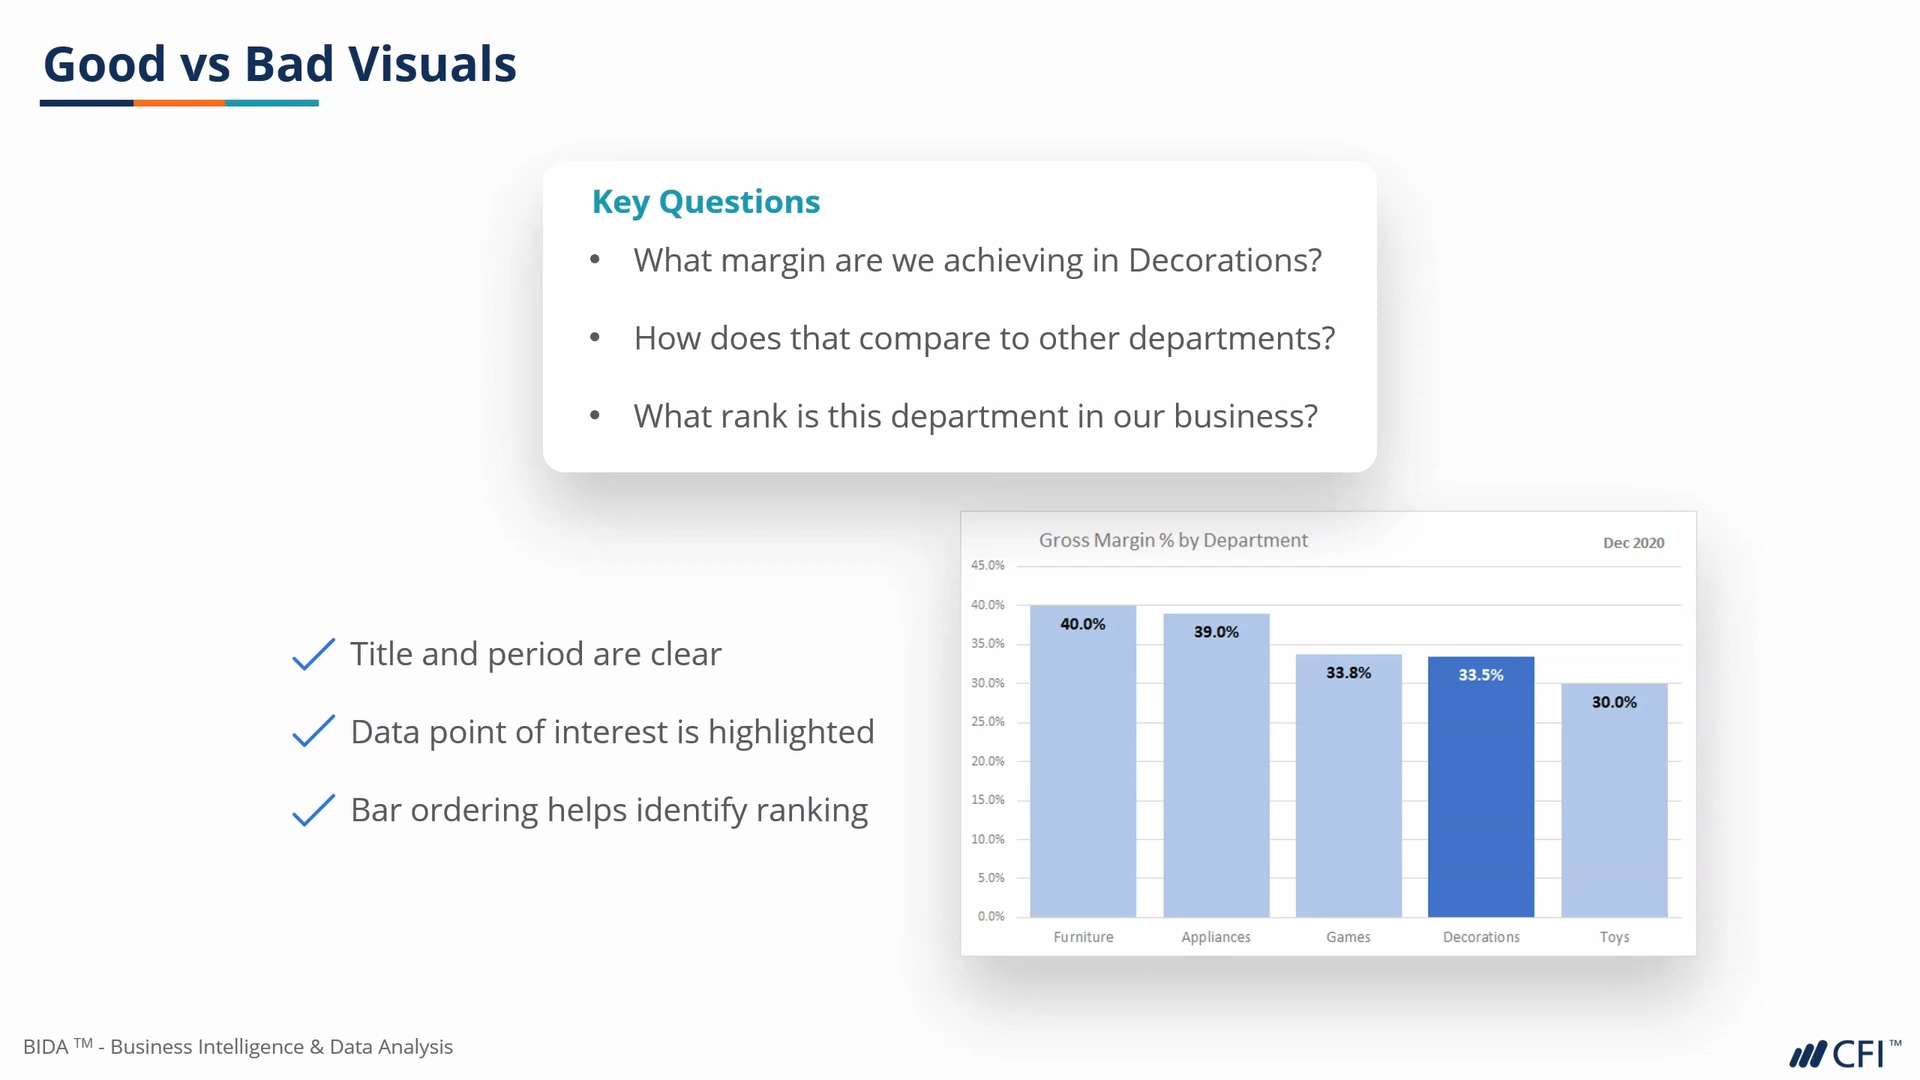 Good vs Bad Visuals
Key Questions
• What margin are we achieving in Decorations?
• How does that compare to other departments?
• What rank is this department in our business?
Title and period are clear
Data point of interest is highlighted
Bar ordering helps identify ranking
Gross Margin % by Department
Dec 2020
45.0%
40.0%
35.0%
30.0%
25.0%
20.0%
15.0%
10.0%
5.0%
0.0%
40.0%
39.0%
33.8%
33.5%
30.0%
Furniture
Appliances
Games
Decorations
Toys
BIDA ™ - Business Intelligence & Data Analysis
CFI™